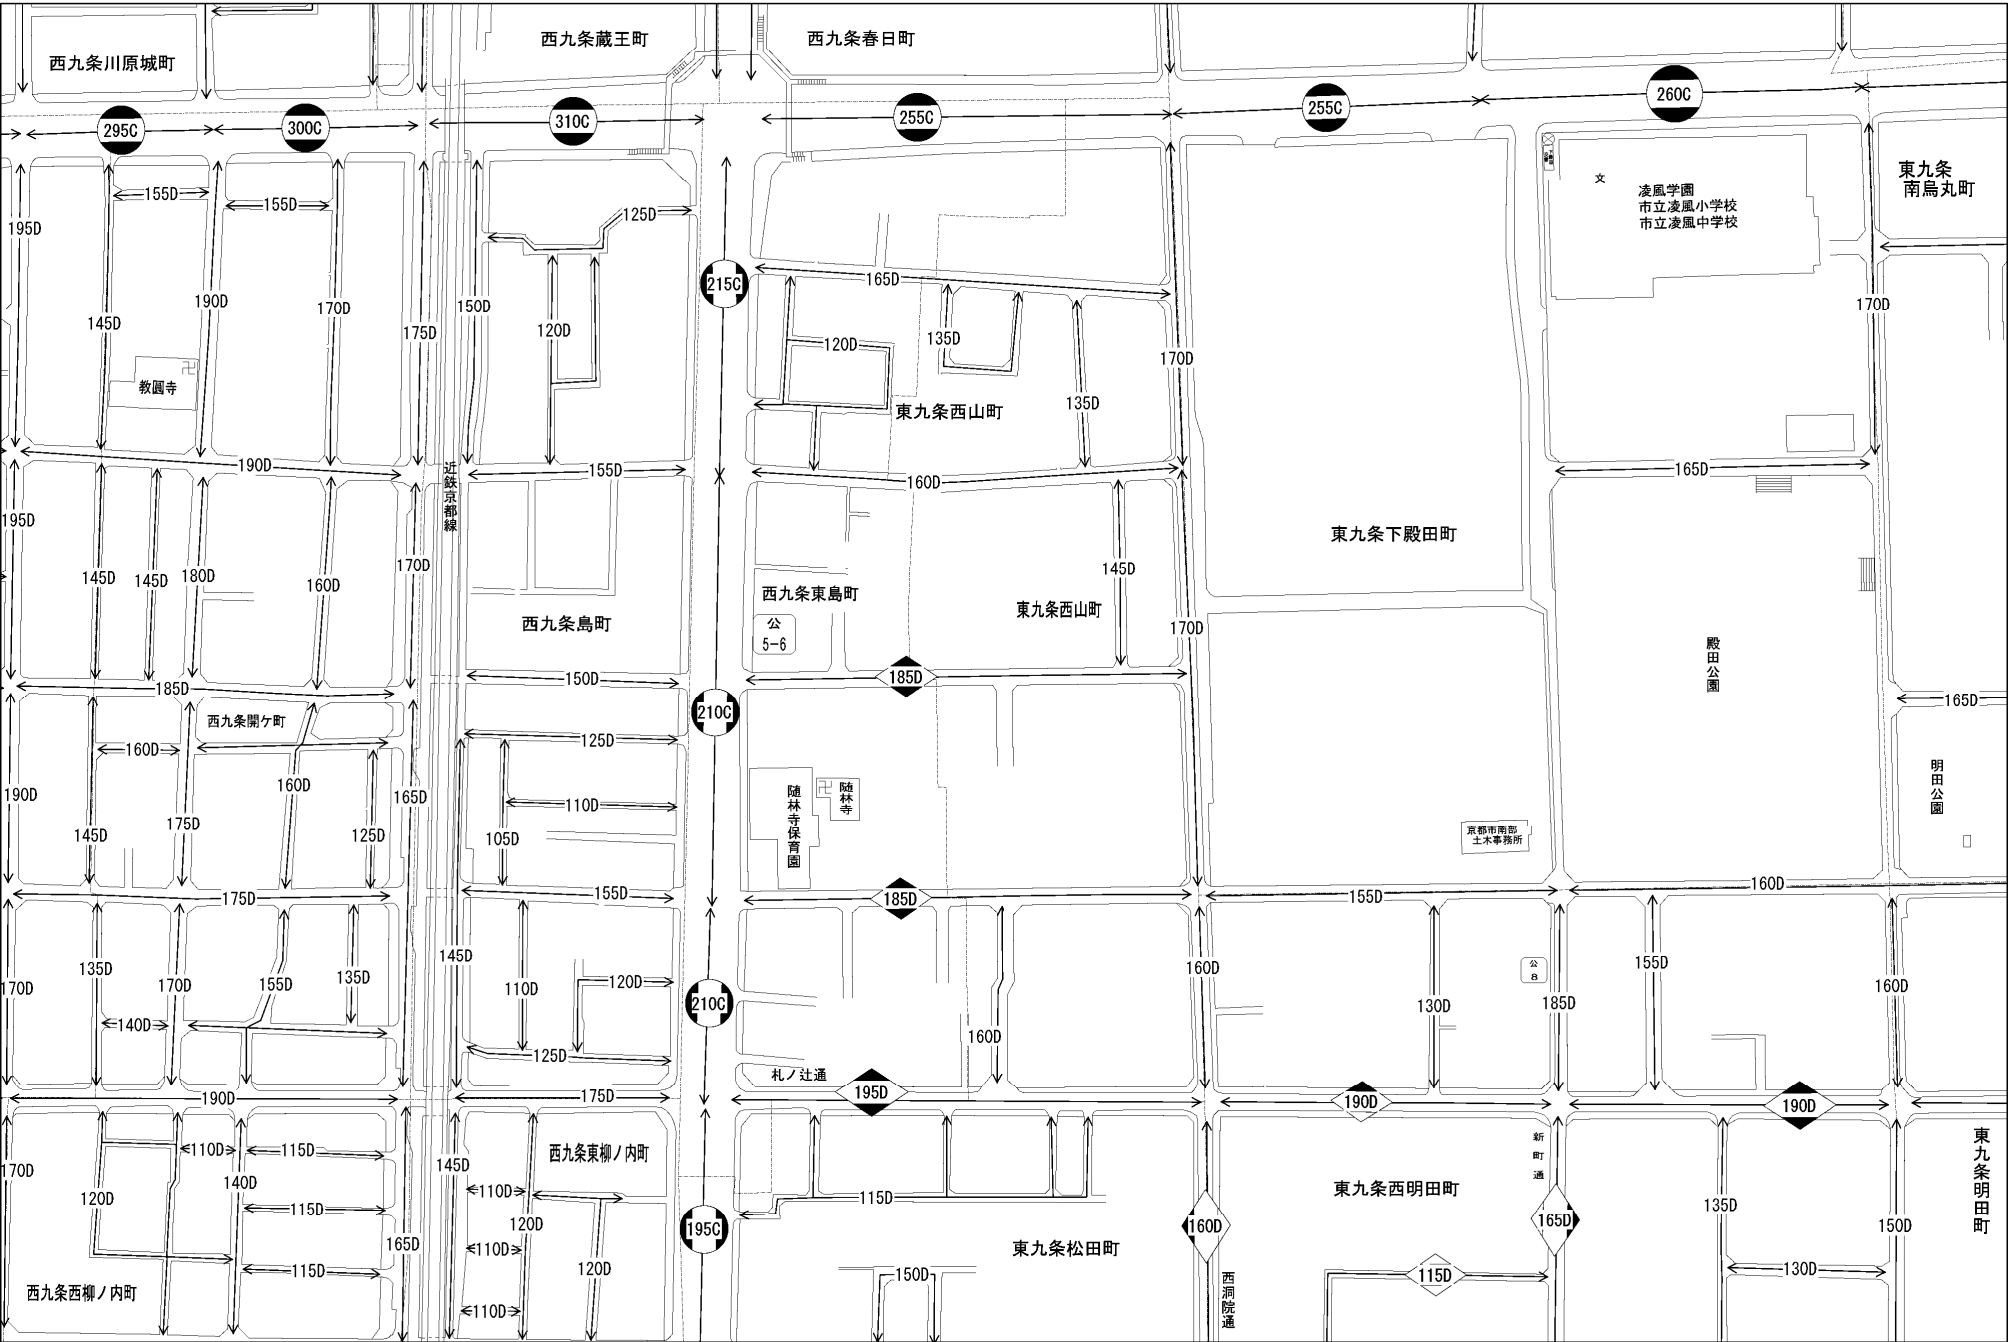 西九条川原城町
西九条蔵王町
西九条春日町
295C
300C
310C
255C
255C
260C
155D
155D
125D
195D
東九条
南烏丸町
文
凌風学園
市立凌風小学校
市立凌風中学校
215C
165D
145D
190D
170D
175D
150D
120D
120D
135D
170D
170D
教圓寺
135D
東九条西山町
190D
近鉄京都線
155D
160D
165D
195D
145D
145D
180D
160D
170D
145D
東九条下殿田町
西九条島町
西九条東島町
東九条西山町
公
5-6
170D
殿田公園
185D
150D
185D
165D
西九条開ケ町
210C
160D
125D
190D
145D
175D
160D
125D
165D
105D
110D
随林寺保育園
随林寺
京都市南部
土木事務所
明田公園
175D
155D
185D
155D
160D
170D
135D
170D
155D
135D
145D
110D
120D
210C
160D
160D
130D
公
8
185D
155D
160D
140D
125D
札ノ辻通
190D
175D
195D
190D
190D
170D
120D
110D
115D
140D
115D
115D
165D
145D
西九条東柳ノ内町
110D
120D
110D
110D
120D
195C
115D
東九条松田町
150D
160D
西洞院通
東九条西明田町
新町通
165D
115D
135D
130D
150D
東九条明田町
西九条西柳ノ内町